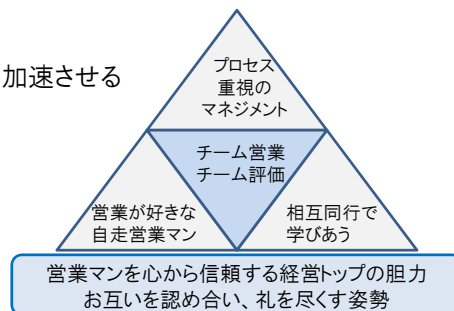 加速させる
プロセス
重視の
マネジメント
チーム営業
チーム評価
営業が好きな
自走営業マン
相互同行で
学びあう
営業マンを心から信頼する経営トップの胆力
お互いを認め合い、礼を尽くす姿勢